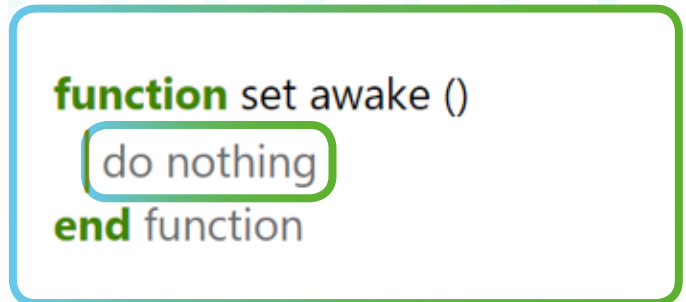 function set awake ()
do nothing
end function